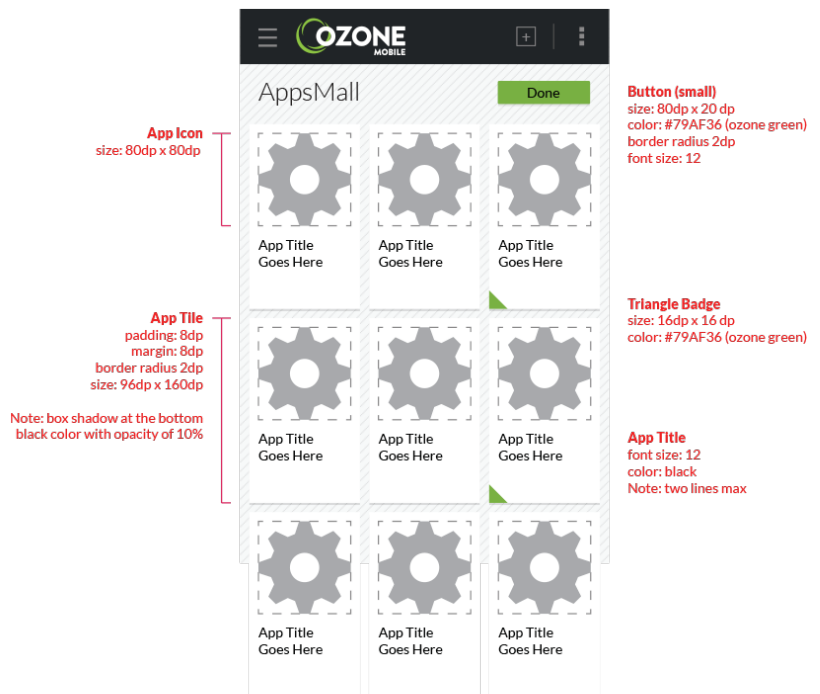 OZONE
MOBILE
AppsMall
Done
App Icon
size: 80dp x 80dp
Button (small)
size: 80dp x 20 dp
color: #79AF36 (ozone green)
border radius 2dp
font size: 12
App Title
Goes Here
App Title
Goes Here
App Title
Goes Here
App Tile
padding: 8dp
margin: 8dp
border radius 2dp
size: 96dp x 160dp
Note: box shadow at the bottom
black color with opacity of 10%
Triangle Badge
size: 16dp x 16 dp
color: #79AF36 (ozone green)
App Title
Goes Here
App Title
Goes Here
App Title
Goes Here
App Title
font size: 12
color: black
Note: two lines max
App Title
Goes Here
App Title
Goes Here
App Title
Goes Here